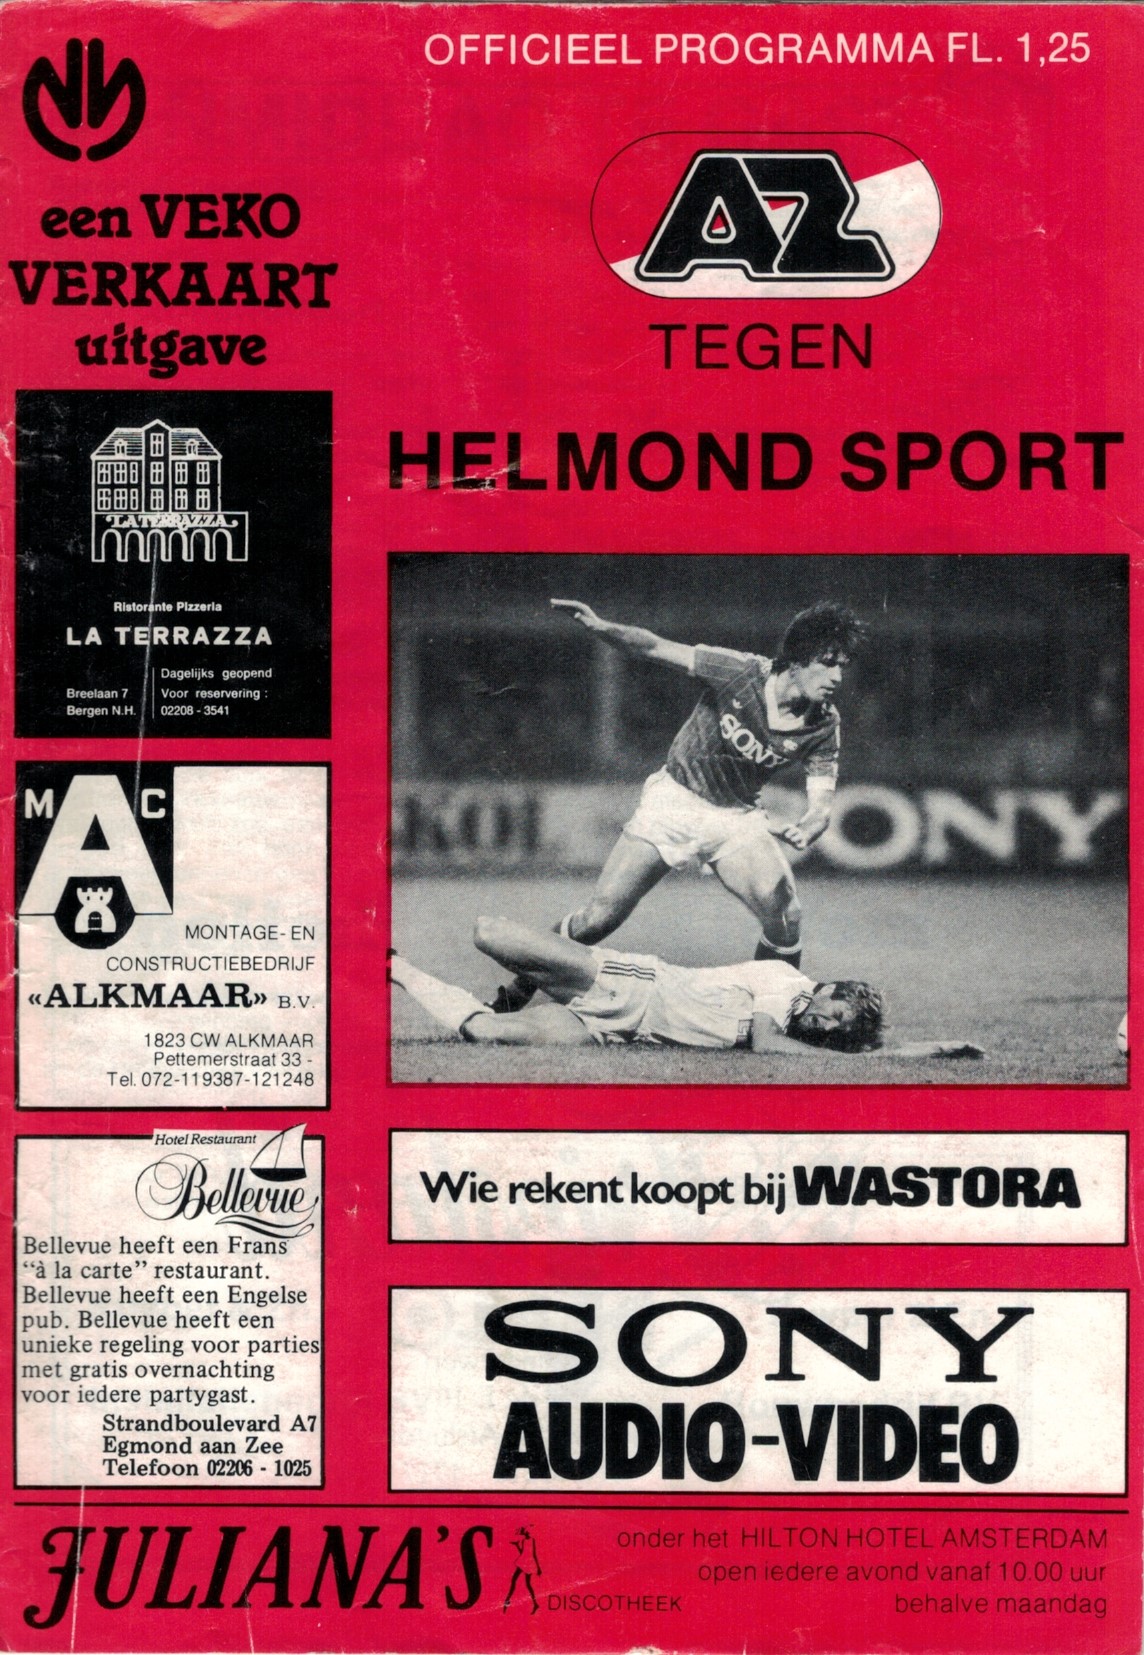 OFFICIEEL PROGRAMMA FL. 1,25
een VEKO
VERKAART
uitgave
AZ
TEGEN
HELMOND SPORT
LA TERRAZZA
Ristorante Pizzeria
LA TERRAZZA
Breelaan 7
Bergen N.H.
Dagelijks geopend
Voor reservering :
02208 - 3541
M A C
MONTAGE- EN
CONSTRUCTIEBEDRIJF
«ALKMAAR» B.V.
1823 CW ALKMAAR
Pettemerstraat 33 -
Tel. 072-119387-121248
Hotel Restaurant
Bellevue
Bellevue heeft een Frans
“à la carte” restaurant.
Bellevue heeft een Engelse
pub. Bellevue heeft een
unieke regeling voor parties
met gratis overnachting
voor iedere partygast.
Strandboulevard A7
Egmond aan Zee
Telefoon 02206 - 1025
SONY
ONY
Wie rekent koopt bij WASTORA
SONY
AUDIO-VIDEO
JULIANA'S
DISCOTHEEK
onder het HILTON HOTEL AMSTERDAM
open iedere avond vanaf 10.00 uur
behalve maandag